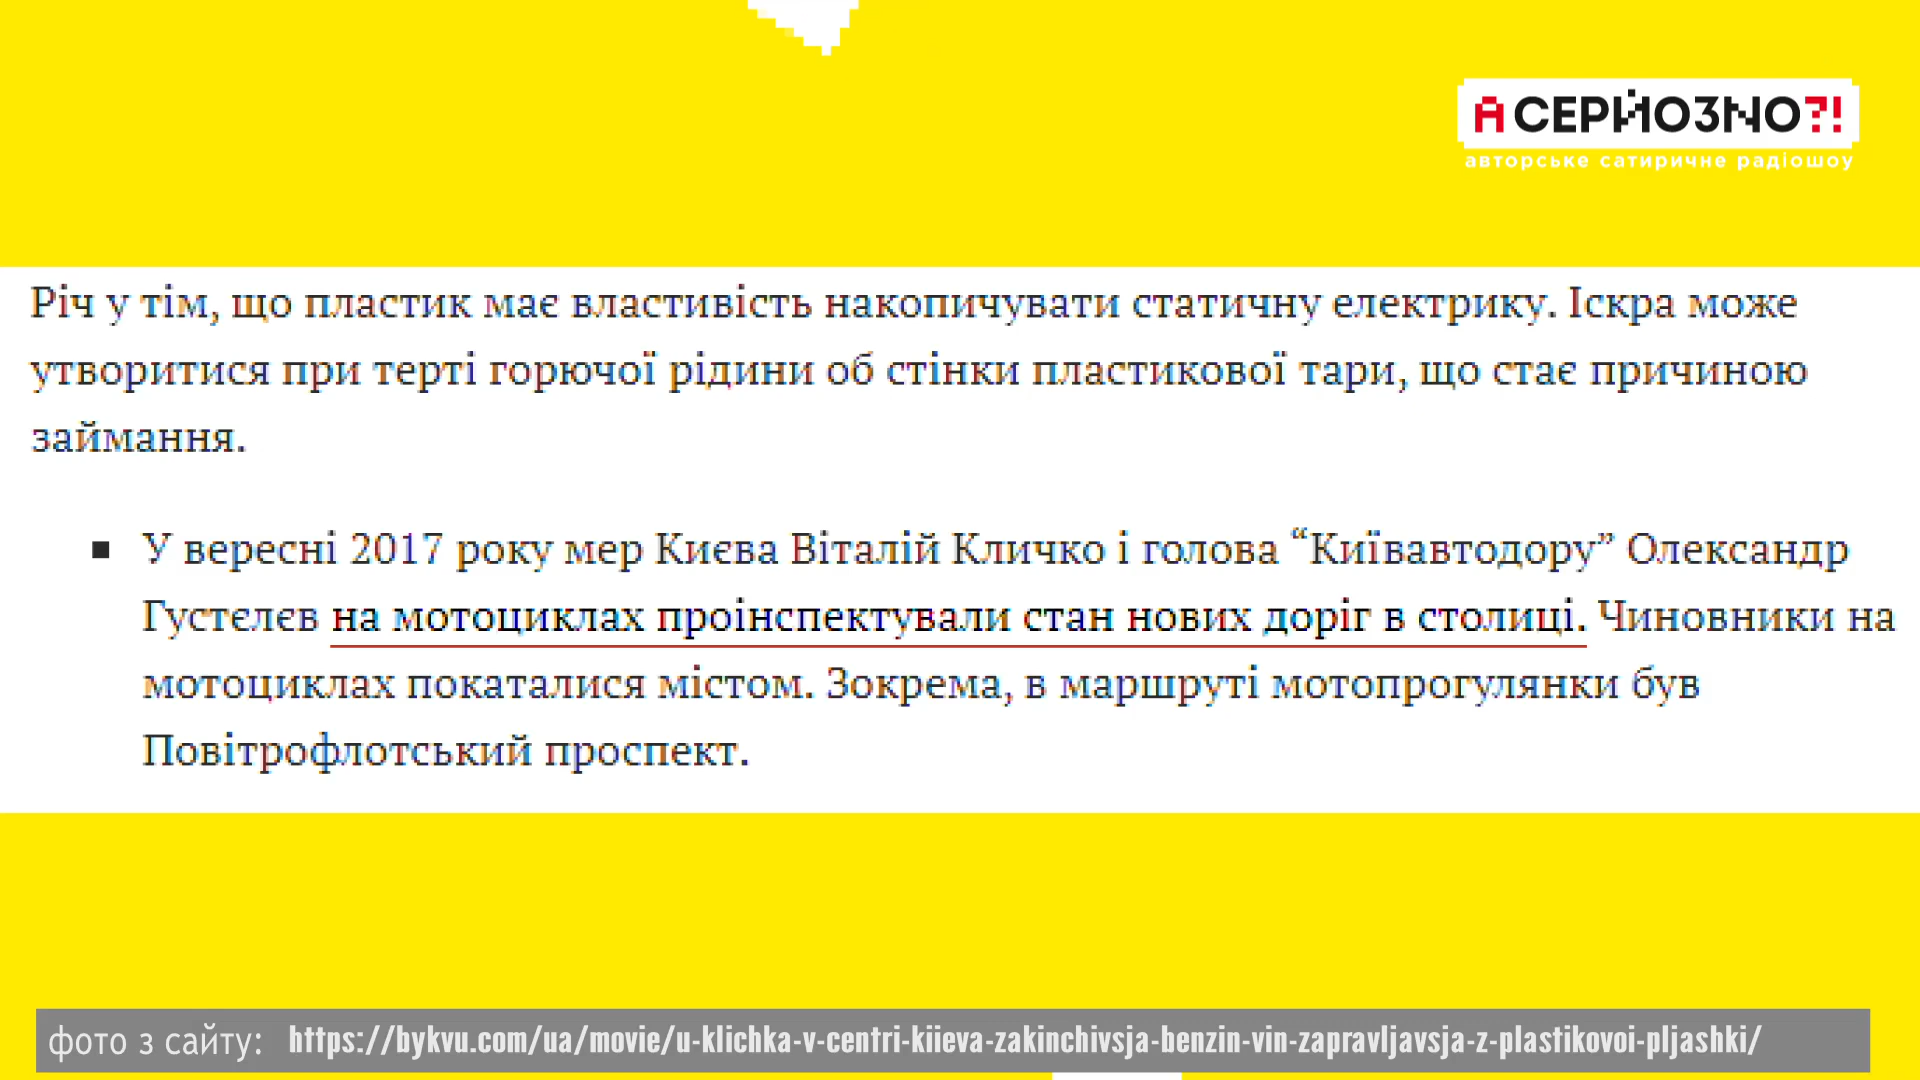 А СЕРЙОЗНО?!
авторське сатиричне радіошоу
Річ у тім, що пластик має властивість накопичувати статичну електрику. Іскра може
утворитися при терті горючої рідини об стінки пластикової тари, що стає причиною
займання.
▪ У вересні 2017 року мер Києва Віталій Кличко і голова “Київавтодору” Олександр
Густєлєв на мотоциклах проінспектували стан нових доріг в столиці. Чиновники на
мотоциклах покаталися містом. Зокрема, в маршруті мотопрогулянки був
Повітрофлотський проспект.
фото з сайту: https://bykvu.com/ua/movie/u-klichka-v-centri-kiieva-zakinchivsja-benzin-vin-zapravljavsja-z-plastikovoi-pljashki/